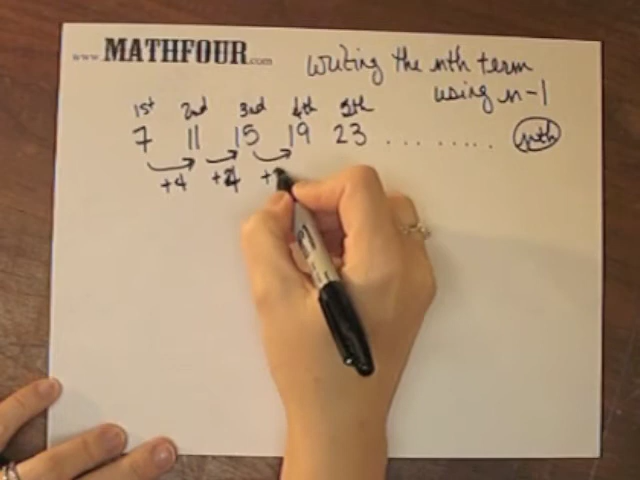 www.MATHFOUR.com
writing the nth term
using n-1
1st 2nd 3rd 4th 5th
7 11 15 19 23 ... ..... nth
+4 +4 +